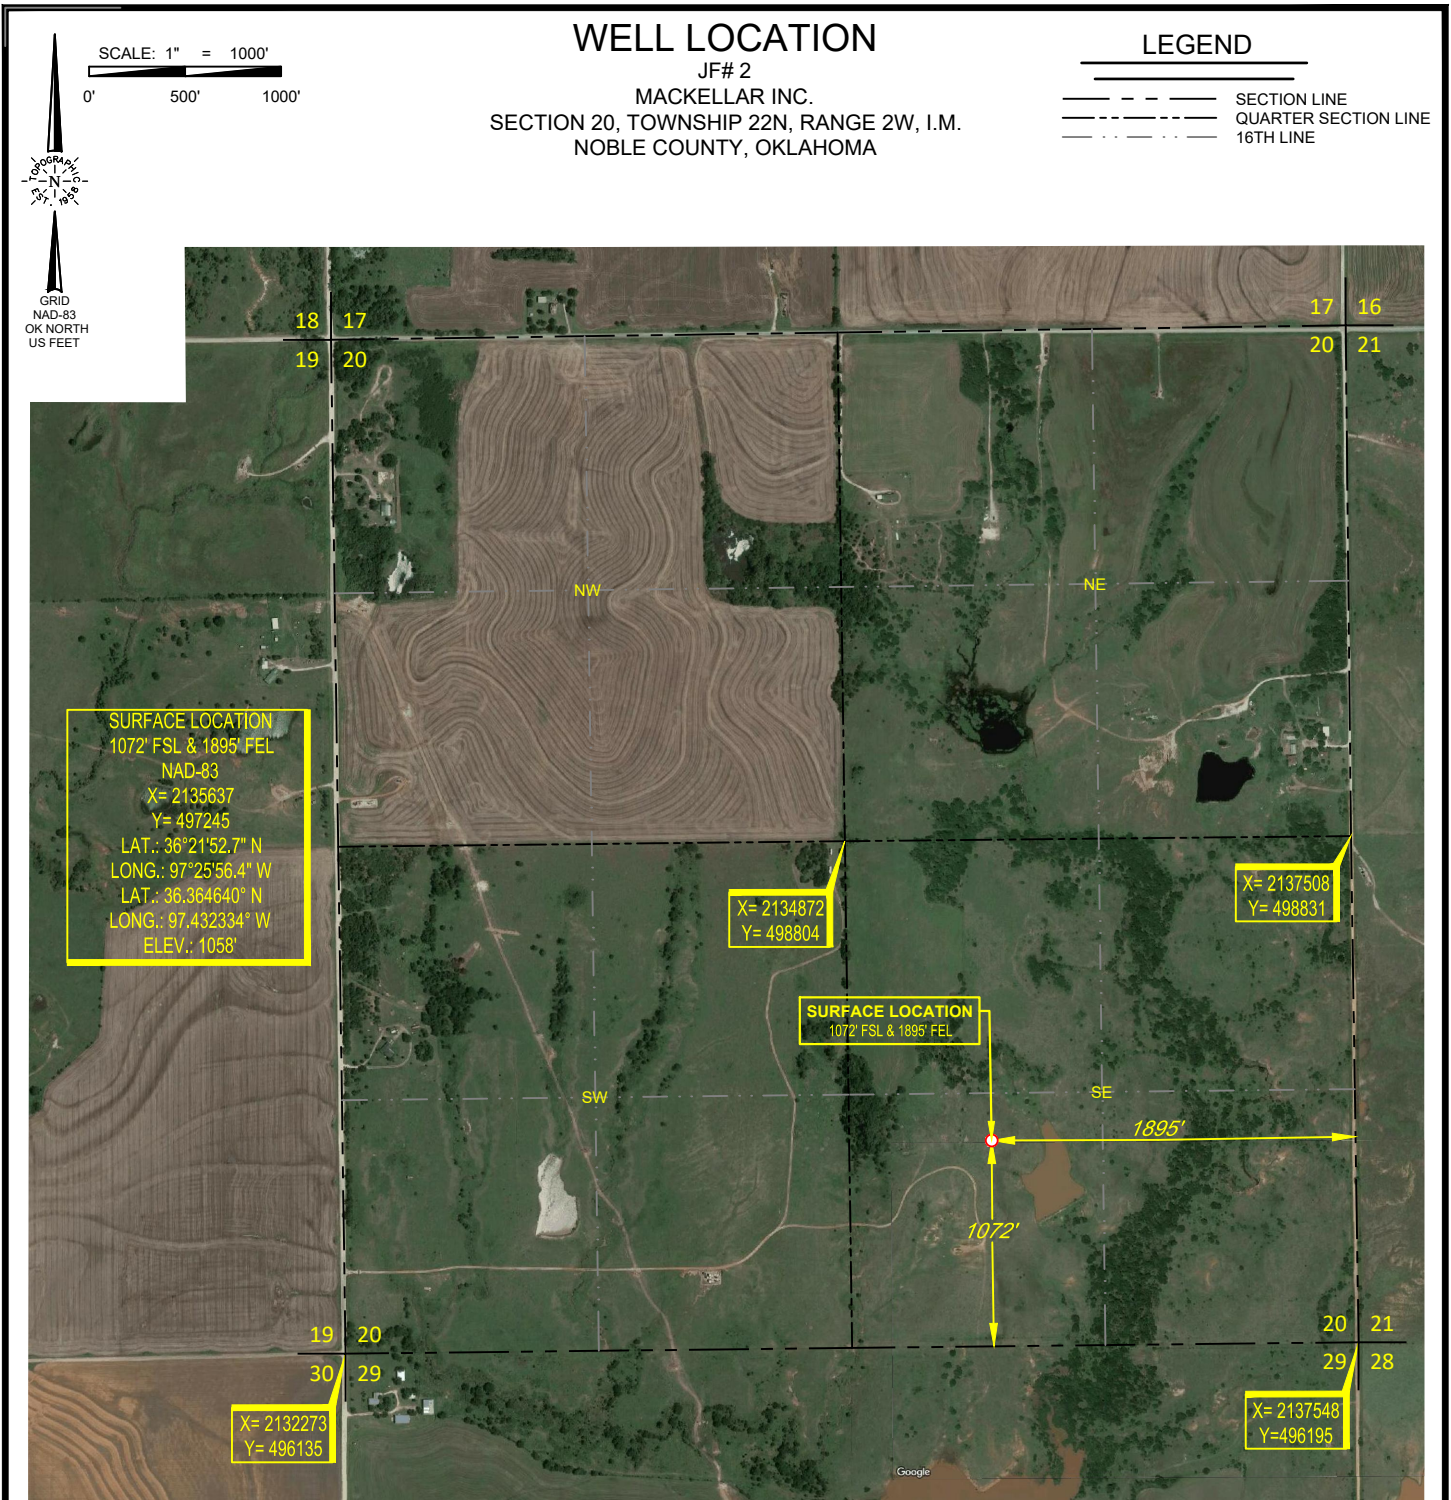 WELL LOCATION
JF# 2
MACKELLAR INC.
SECTION 20, TOWNSHIP 22N, RANGE 2W, I.M.
NOBLE COUNTY, OKLAHOMA
SCALE: 1" = 1000'
0' 500' 1000'
LEGEND
SECTION LINE
QUARTER SECTION LINE
16TH LINE
TOPOGRAPHIC
N
EST. 1958
GRID
NAD-83
OK NORTH
US FEET
18 17
19 20
17 16
20 21
NW
NE
SURFACE LOCATION
1072' FSL & 1895' FEL
NAD-83
X= 2135637
Y= 497245
LAT.: 36°21'52.7" N
LONG.: 97°25'56.4" W
LAT.: 36.364640° N
LONG.: 97.432334° W
ELEV.: 1058'
X= 2134872
Y= 498804
X= 2137508
Y= 498831
SURFACE LOCATION
1072' FSL & 1895' FEL
SW
SE
1895'
1072'
19 20
30 29
20 21
29 28
X= 2132273
Y= 496135
X= 2137548
Y=496195
Google